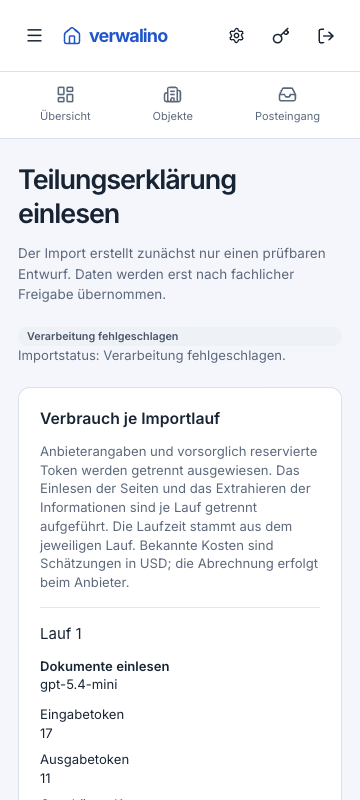 verwalino
Übersicht
Objekte
Posteingang
Teilungserklärung
einlesen
Der Import erstellt zunächst nur einen prüfbaren
Entwurf. Daten werden erst nach fachlicher
Freigabe übernommen.
Verarbeitung fehlgeschlagen
Importstatus: Verarbeitung fehlgeschlagen.
Verbrauch je Importlauf
Anbieterangaben und vorsorglich reservierte
Token werden getrennt ausgewiesen. Das
Einlesen der Seiten und das Extrahieren der
Informationen sind je Lauf getrennt
aufgeführt. Die Laufzeit stammt aus dem
jeweiligen Lauf. Bekannte Kosten sind
Schätzungen in USD; die Abrechnung erfolgt
beim Anbieter.
Lauf 1
Dokumente einlesen
gpt-5.4-mini
Eingabetoken
17
Ausgabetoken
11